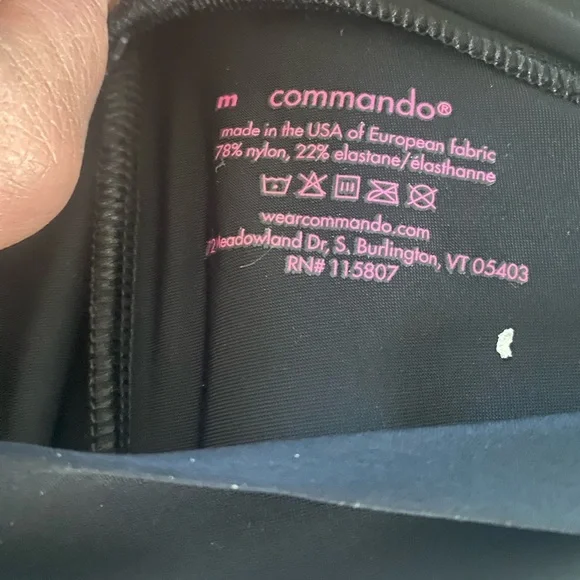 m commando®
made in the USA of European fabric
78% nylon, 22% elastane/élasthanne
wearcommando.com
Meadowland Dr, S. Burlington, VT 05403
RN# 115807